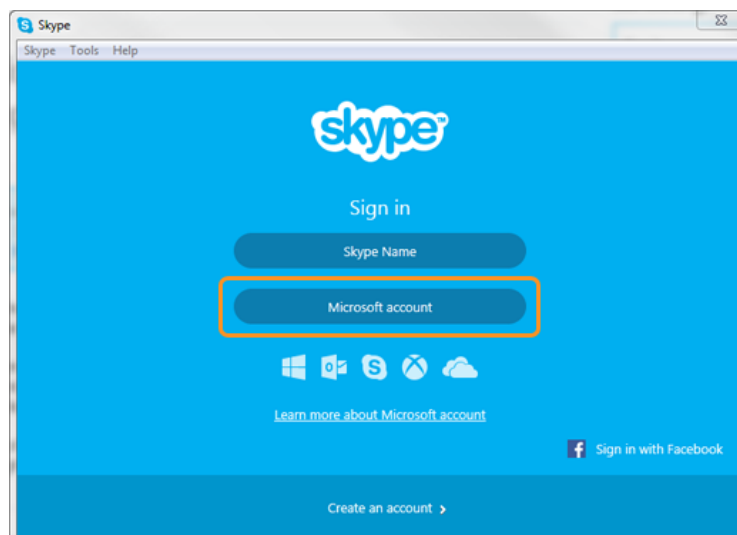 Skype
Skype Tools Help
skype™
Sign in
Skype Name
Microsoft account
Learn more about Microsoft account
Sign in with Facebook
Create an account